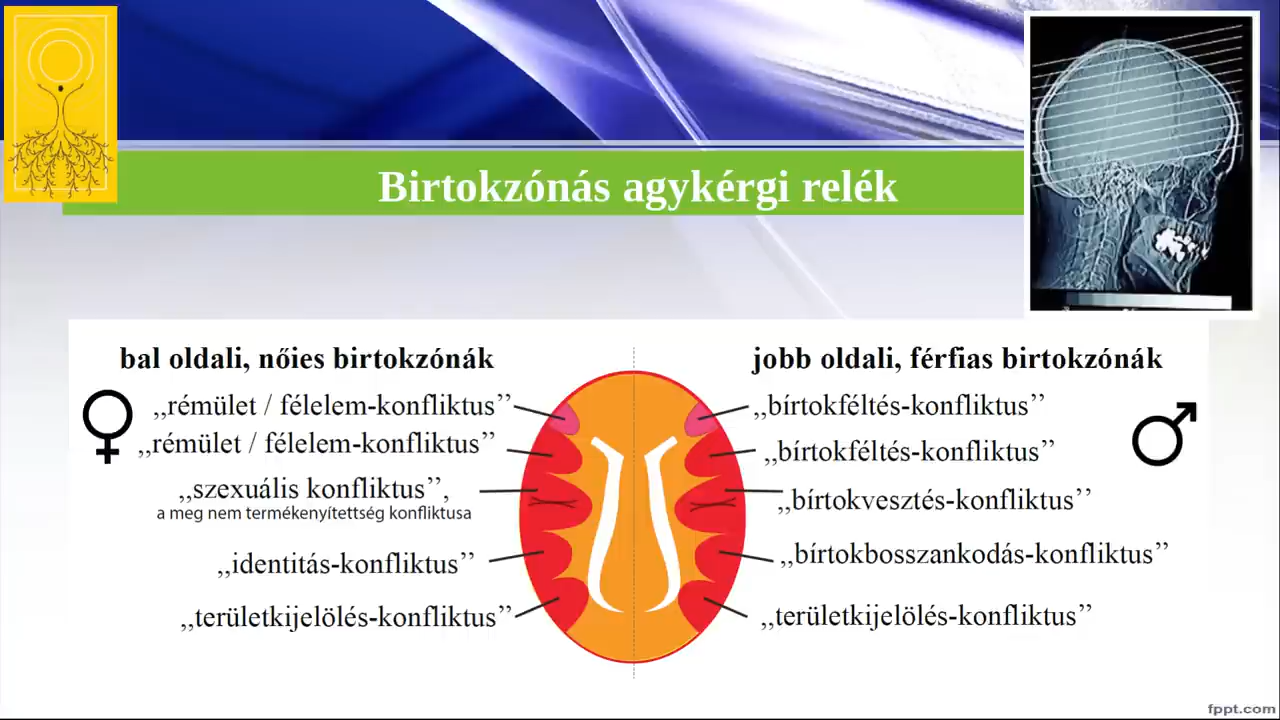 Birtokzónás agykérgi relék
bal oldali, nőies birtokzónák
,,rémület / félelem-konfliktus’’
,,rémület / félelem-konfliktus’’
,,szexuális konfliktus’’,
a meg nem termékenyítettség konfliktusa
,,identitás-konfliktus’’
,,területkijelölés-konfliktus’’
jobb oldali, férfias birtokzónák
,,bírtokféltés-konfliktus’’
,,bírtokféltés-konfliktus’’
,,bírtokvesztés-konfliktus’’
,,bírtokbosszankodás-konfliktus’’
,,területkijelölés-konfliktus’’
fppt.com